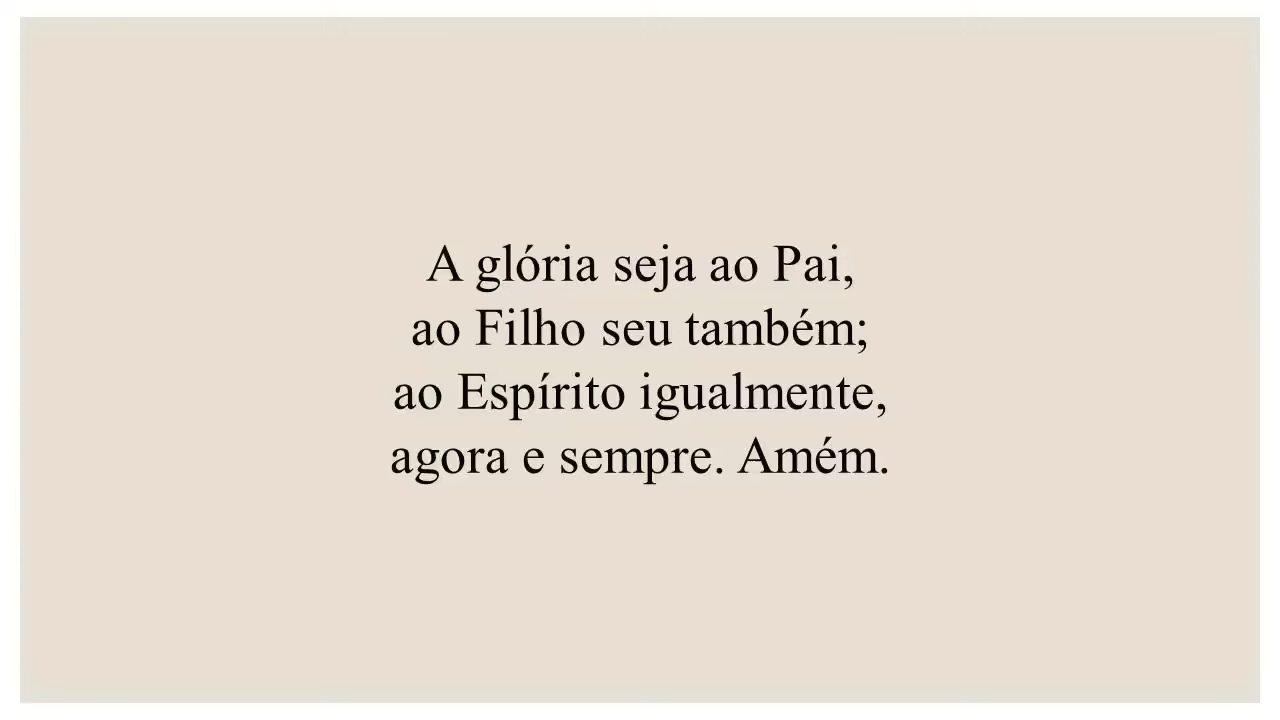 A glória seja ao Pai,
ao Filho seu também;
ao Espírito igualmente,
agora e sempre. Amém.